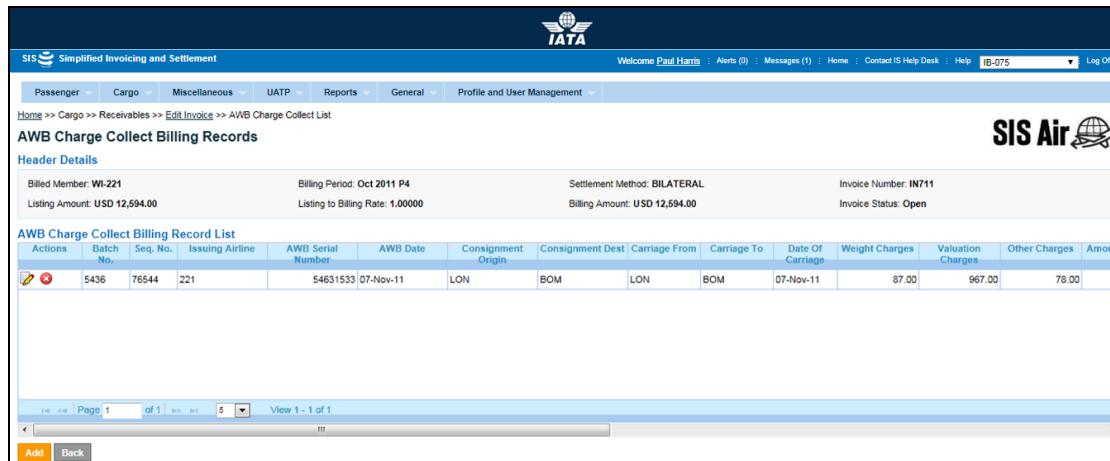 IATA
SIS Simplified Invoicing and Settlement
Welcome Paul Harris : Alerts (0) : Messages (1) : Home : Contact IS Help Desk : Help IB-075 Log Of
Passenger Cargo Miscellaneous UATP Reports General Profile and User Management
Home >> Cargo >> Receivables >> Edit Invoice >> AWB Charge Collect List
AWB Charge Collect Billing Records
SIS Air
Header Details
Billed Member: WI-221 Billing Period: Oct 2011 P4 Settlement Method: BILATERAL Invoice Number: IN711
Listing Amount: USD 12,594.00 Listing to Billing Rate: 1.00000 Billing Amount: USD 12,594.00 Invoice Status: Open
AWB Charge Collect Billing Record List
Actions Batch No. Seq. No. Issuing Airline AWB Serial Number AWB Date Consignment Origin Consignment Dest Carriage From Carriage To Date Of Carriage Weight Charges Valuation Charges Other Charges Amou
5436 76544 221 54631533 07-Nov-11 LON BOM LON BOM 07-Nov-11 87.00 967.00 78.00
Page 1 of 1 5 View 1 - 1 of 1
Add Back